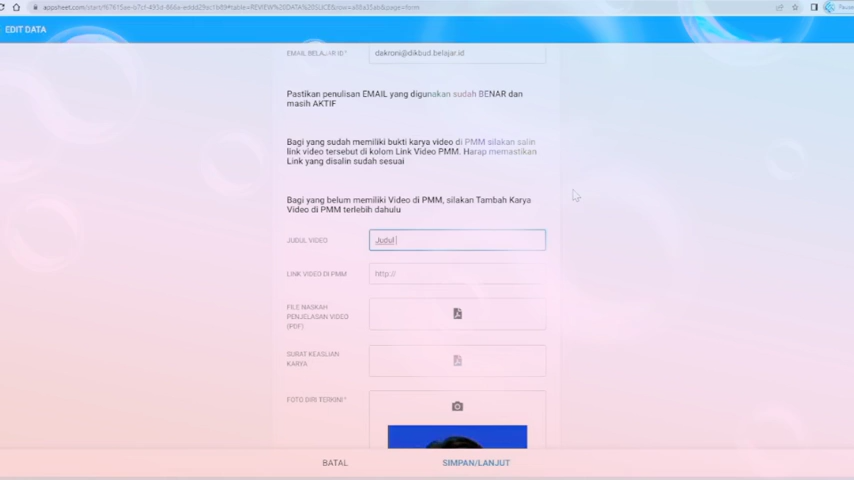 EDIT DATA
EMAIL BELAJAR ID*
dakroni@dikbud.belajar.id
Pastikan penulisan EMAIL yang digunakan sudah BENAR dan
masih AKTIF
Bagi yang sudah memiliki bukti karya video di PMM silakan salin
link video tersebut di kolom Link Video PMM. Harap memastikan
Link yang disalin sudah sesuai
Bagi yang belum memiliki Video di PMM, silakan Tambah Karya
Video di PMM terlebih dahulu
JUDUL VIDEO
Judul
LINK VIDEO DI PMM
http://
FILE NASKAH
PENJELASAN VIDEO
(PDF)
SURAT KEASLIAN
KARYA
FOTO DIRI TERKINI*
BATAL
SIMPAN/LANJUT